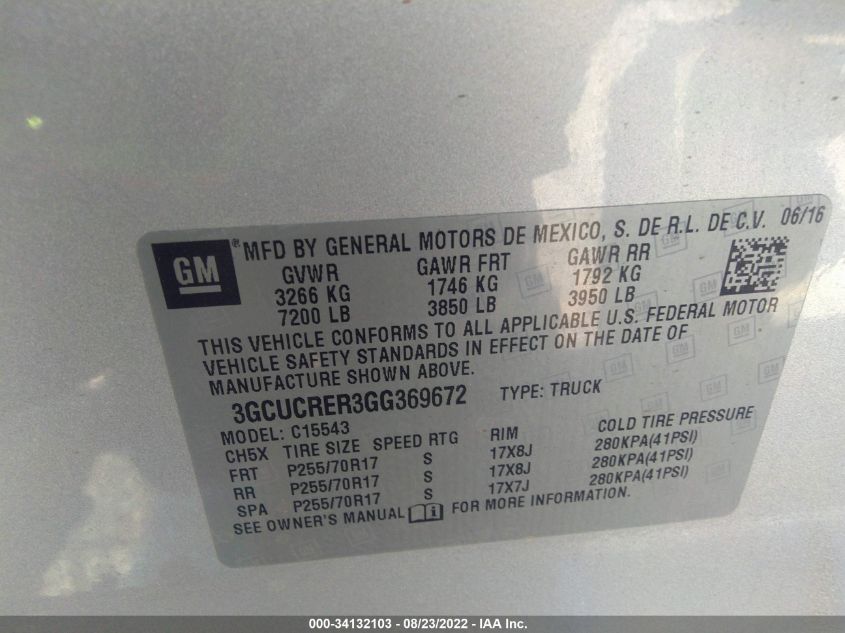 GM ® MFD BY GENERAL MOTORS DE MEXICO, S. DE R.L. DE C.V. 06/16
GVWR GAWR FRT GAWR RR
3266 KG 1746 KG 1792 KG
7200 LB 3850 LB 3950 LB
THIS VEHICLE CONFORMS TO ALL APPLICABLE U.S. FEDERAL MOTOR
VEHICLE SAFETY STANDARDS IN EFFECT ON THE DATE OF
MANUFACTURE SHOWN ABOVE.
3GCUCRER3GG369672 TYPE: TRUCK
MODEL: C15543
CH5X TIRE SIZE SPEED RTG RIM COLD TIRE PRESSURE
FRT P255/70R17 S 17X8J 280KPA(41PSI)
RR P255/70R17 S 17X8J 280KPA(41PSI)
SPA P255/70R17 S 17X7J 280KPA(41PSI)
SEE OWNER'S MANUAL FOR MORE INFORMATION.
000-34132103 - 08/23/2022 - IAA Inc.